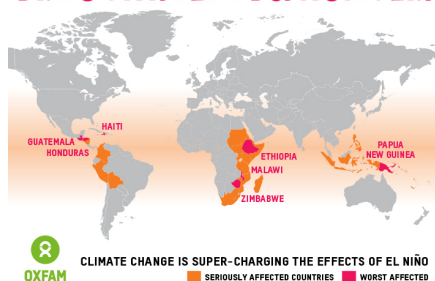 HAITI
GUATEMALA
HONDURAS
ETHIOPIA
MALAWI
ZIMBABWE
PAPUA
NEW GUINEA
OXFAM
CLIMATE CHANGE IS SUPER-CHARGING THE EFFECTS OF EL NIÑO
SERIOUSLY AFFECTED COUNTRIES
WORST AFFECTED